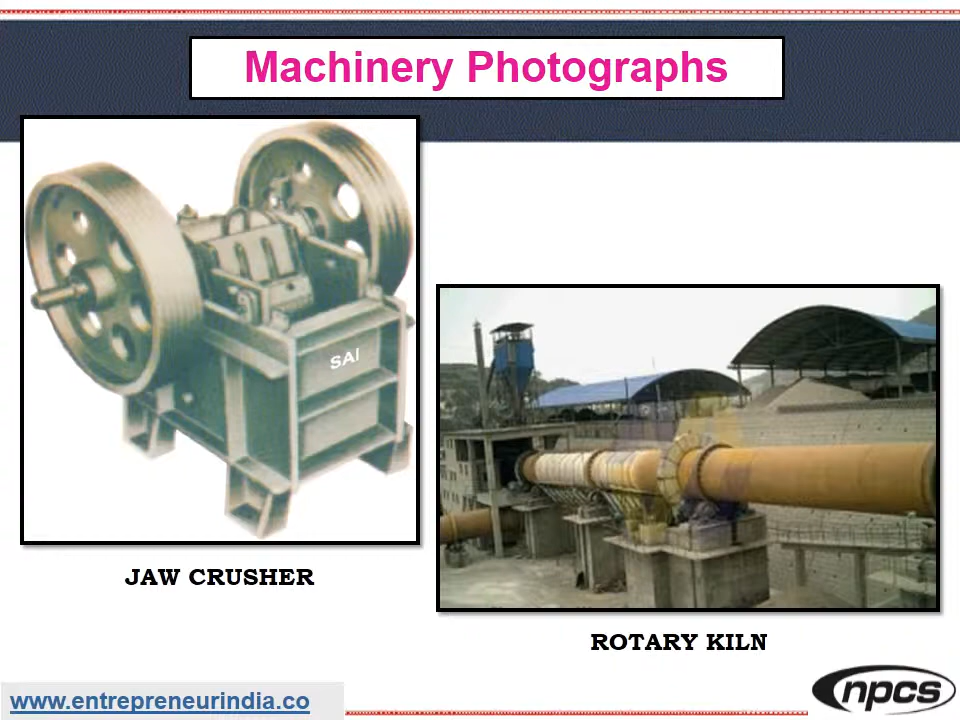 Machinery Photographs
SAI
JAW CRUSHER
ROTARY KILN
www.entrepreneurindia.co
npcs